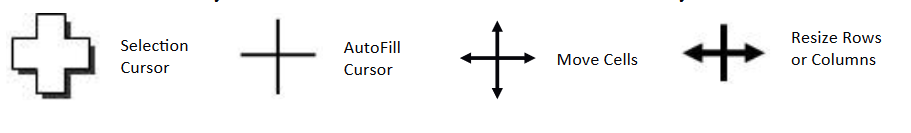 Selection
Cursor
AutoFill
Cursor
Move Cells
Resize Rows
or Columns